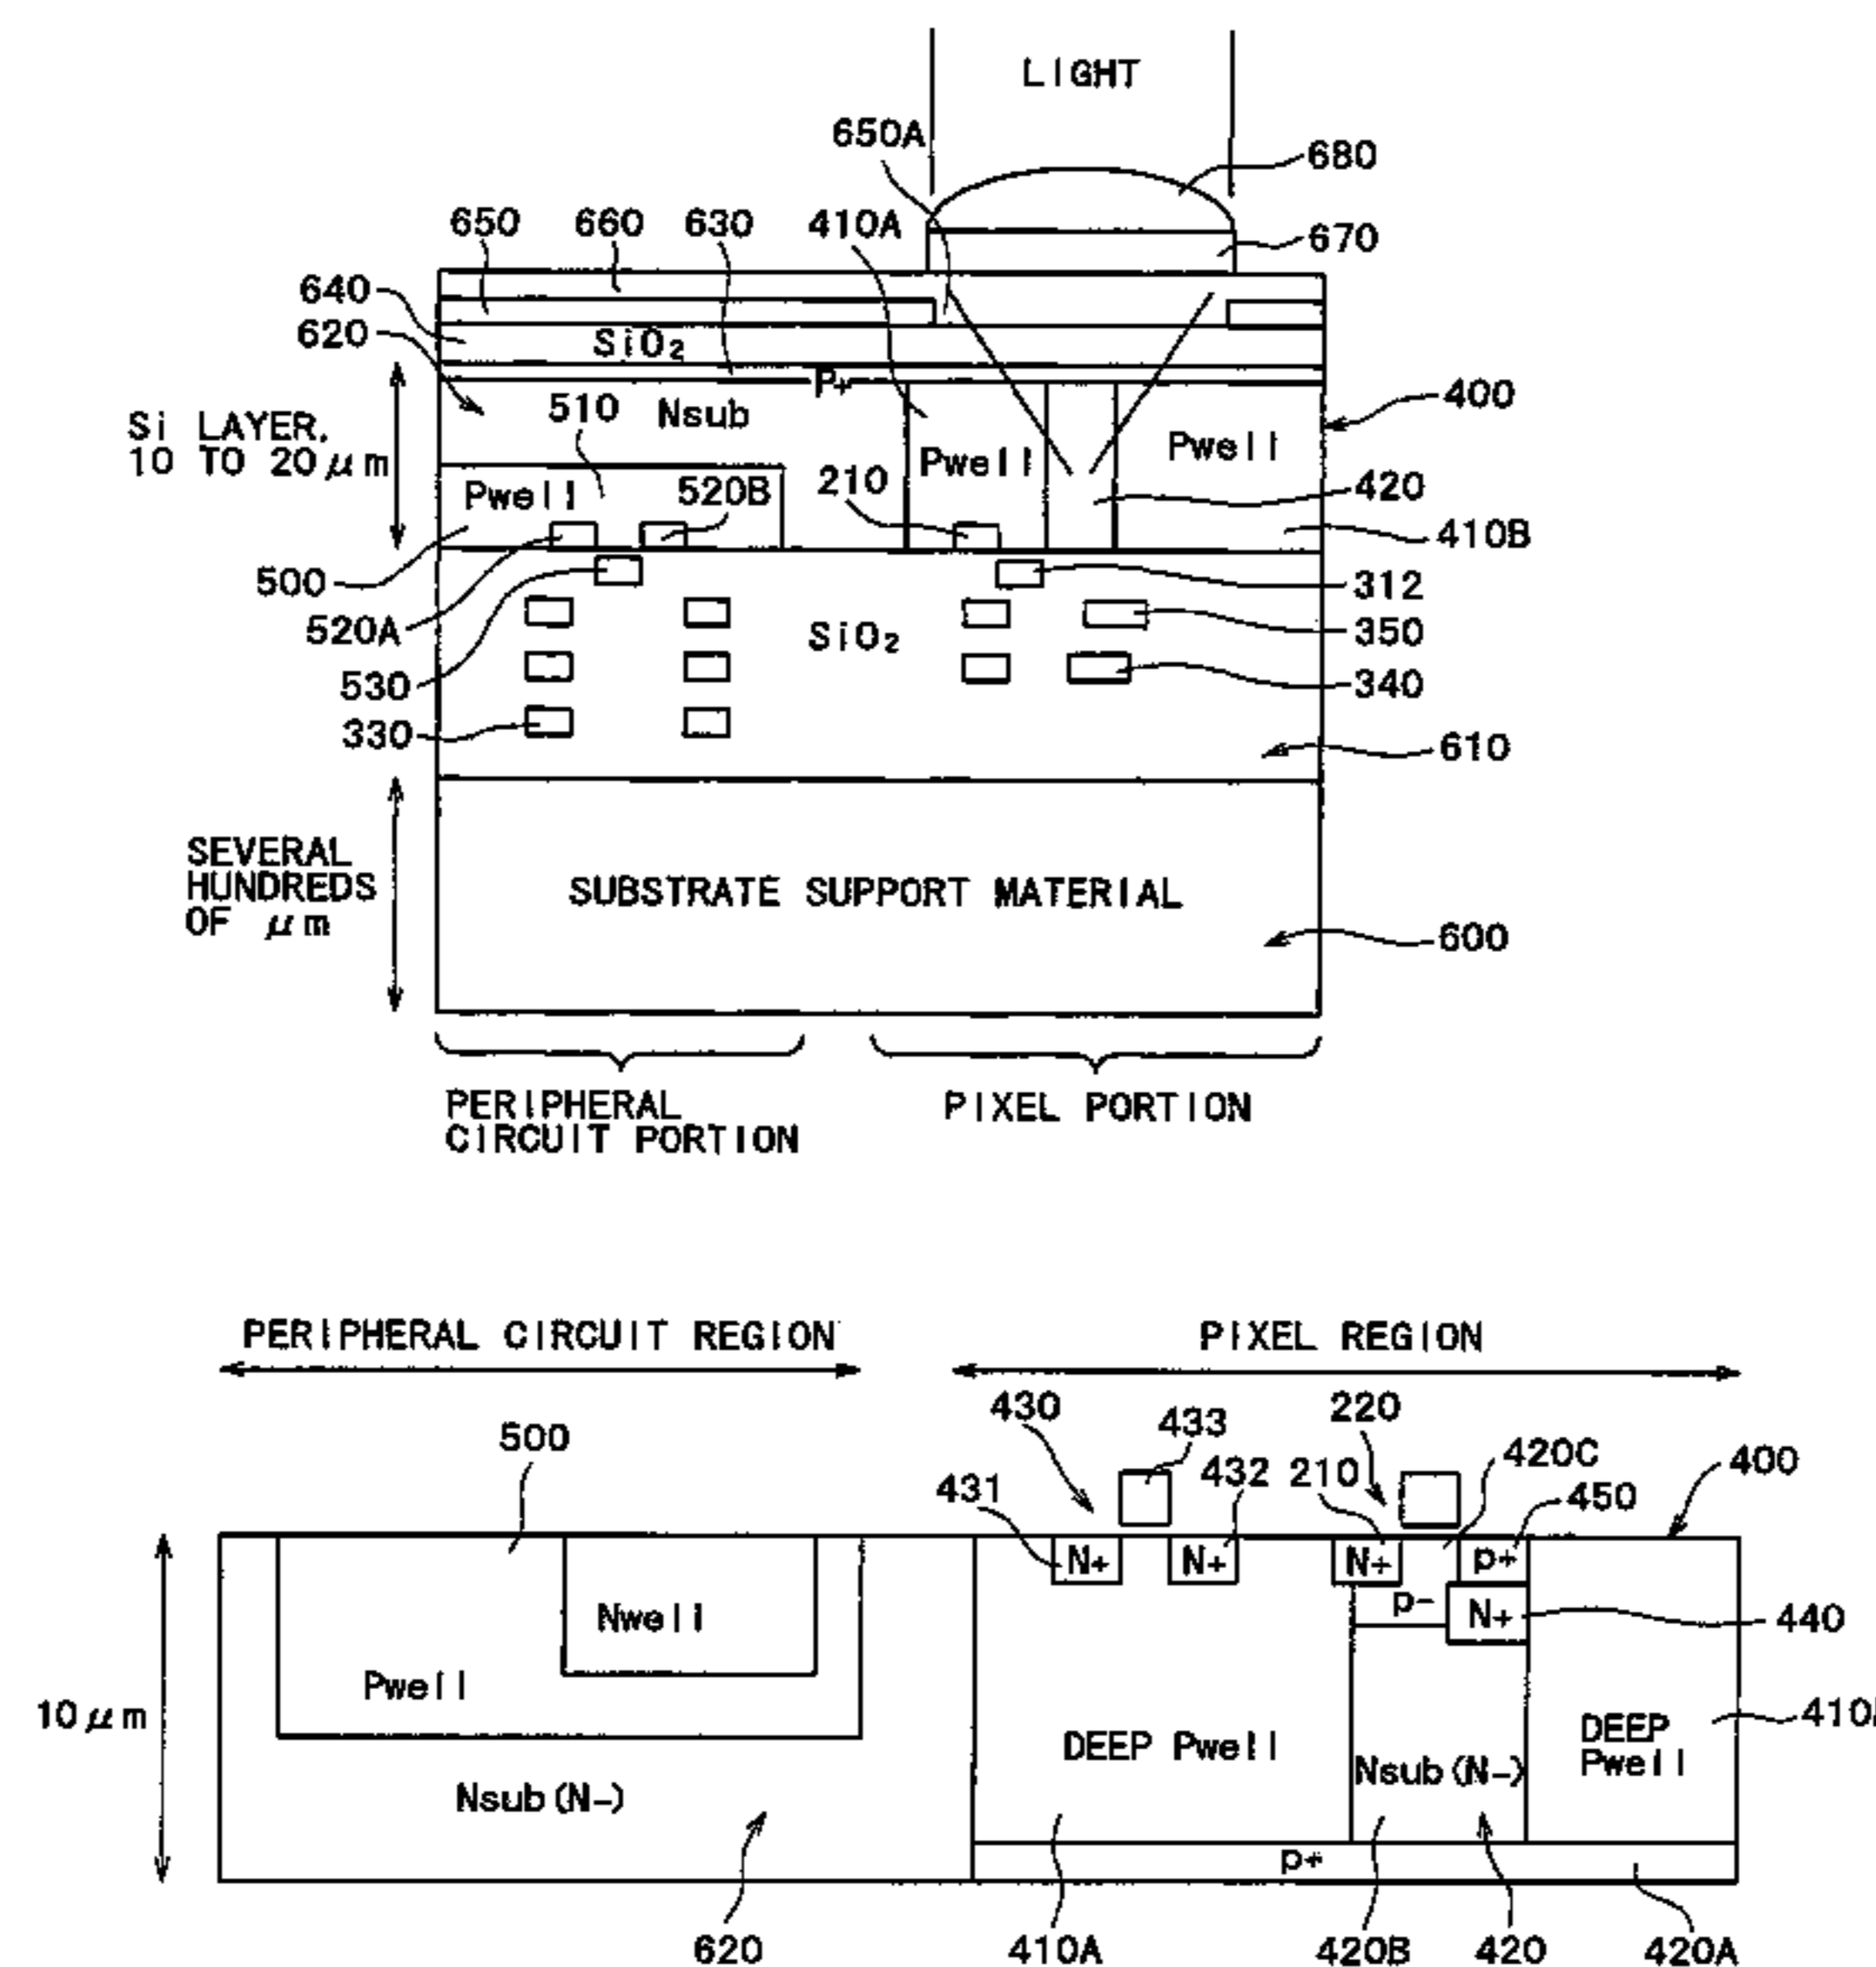 LIGHT
650A
680
650 660 630 410A
670
640
SiO2
620
P+
510 Nsub
400
Si LAYER,
10 TO 20μm
Pwell
Pwell
Pwell
520B
210
420
410B
500
312
520A
SiO2
350
530
340
330
610
SEVERAL
HUNDREDS
OF μm
SUBSTRATE SUPPORT MATERIAL
600
PERIPHERAL
CIRCUIT PORTION
PIXEL PORTION
PERIPHERAL CIRCUIT REGION
PIXEL REGION
430
433
220
500
420C
431
432
210
450
400
N+
N+
N+
p+
p-
N+
440
Nwell
Pwell
10μm
DEEP Pwell
DEEP
Pwell
410
Nsub(N-)
Nsub(N-)
p+
620
410A
420B
420
420A